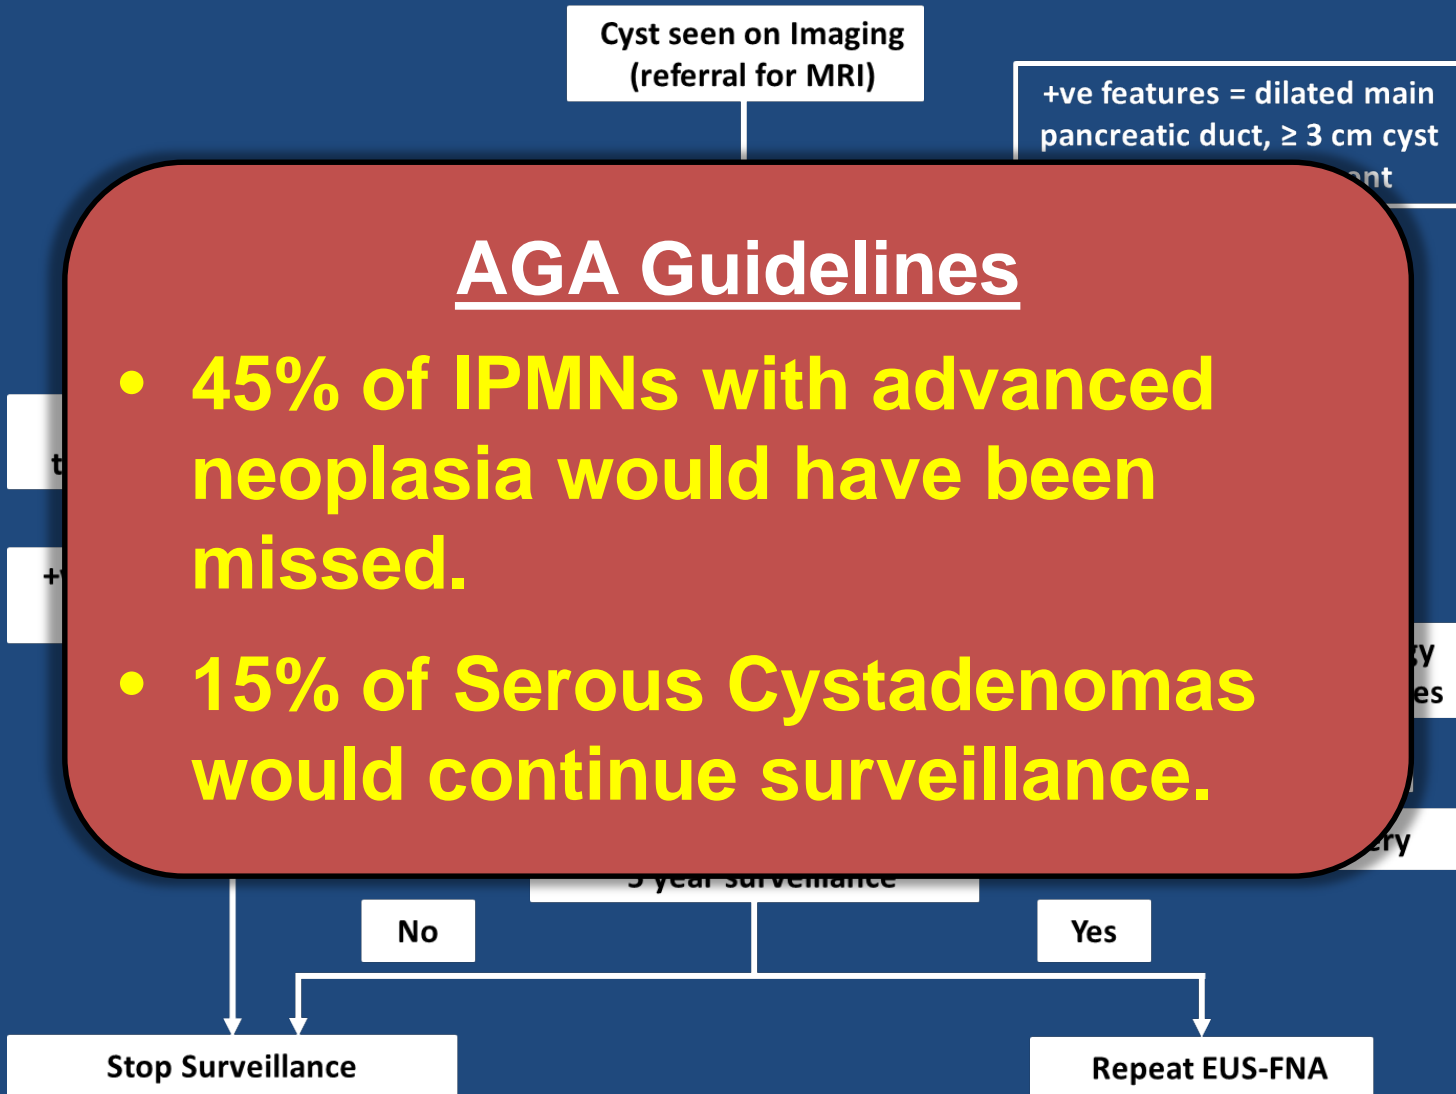 Cyst seen on Imaging
(referral for MRI)
+ve features = dilated main
pancreatic duct, ≥ 3 cm cyst
AGA Guidelines
• 45% of IPMNs with advanced
neoplasia would have been
missed.
• 15% of Serous Cystadenomas
would continue surveillance.
year surveillance
No
Yes
Stop Surveillance
Repeat EUS-FNA